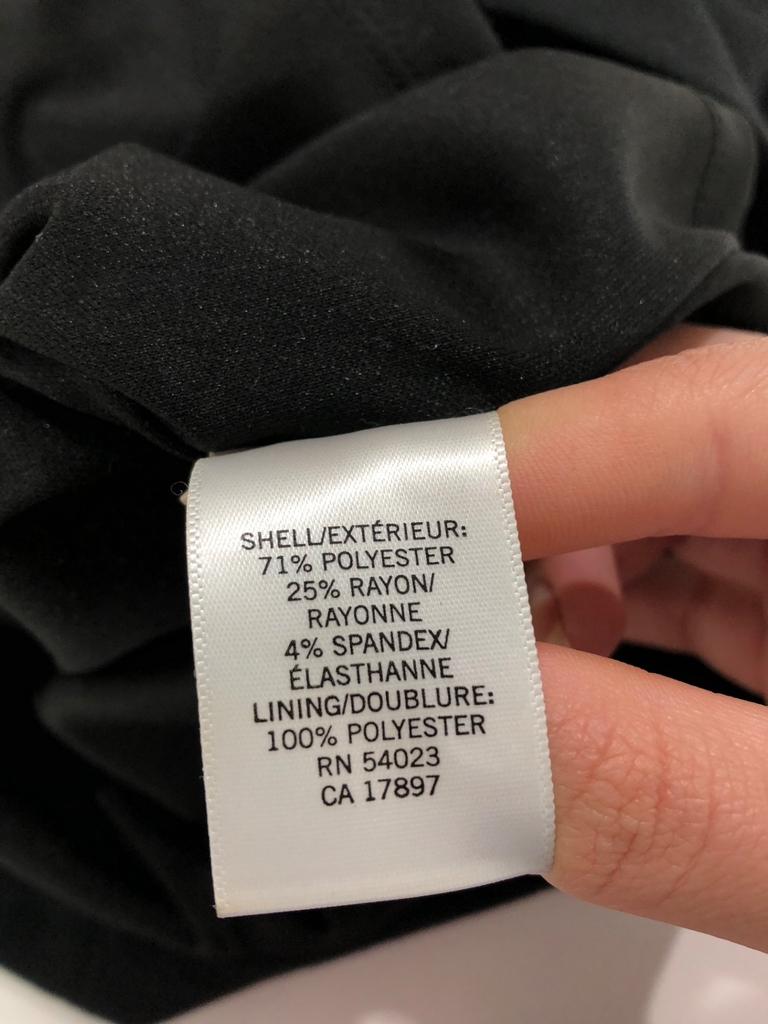 SHELL/EXTÉRIEUR:
71% POLYESTER
25% RAYON/
RAYONNE
4% SPANDEX/
ÉLASTHANNE
LINING/DOUBLURE:
100% POLYESTER
RN 54023
CA 17897